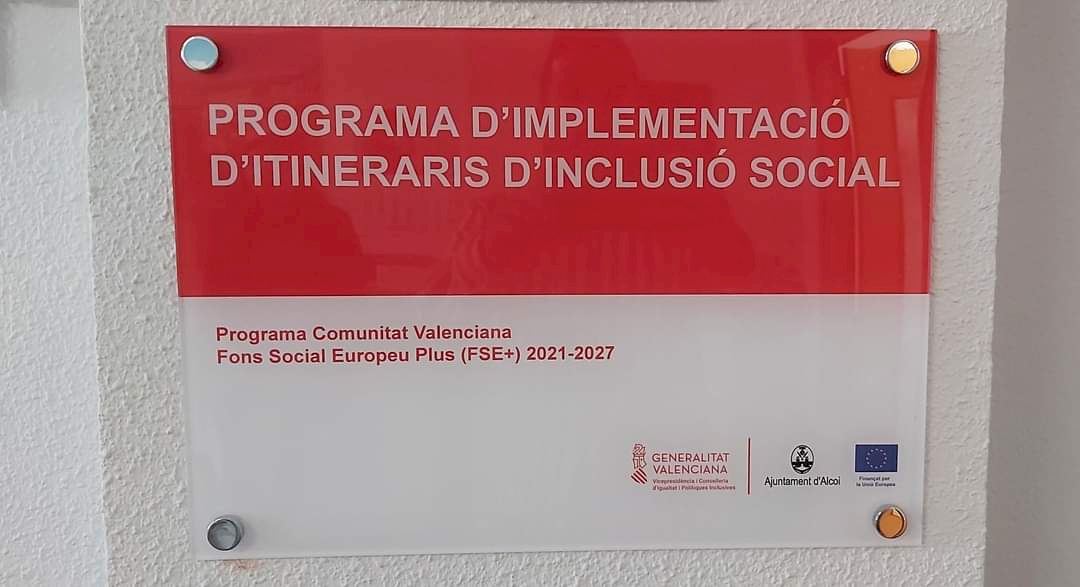 PROGRAMA D'IMPLEMENTACIÓ
D'ITINERARIS D'INCLUSIÓ SOCIAL
Programa Comunitat Valenciana
Fons Social Europeu Plus (FSE+) 2021-2027
GENERALITAT
VALENCIANA
Vicepresidència i Conselleria
d'Igualtat i Polítiques Inclusives
Ajuntament d'Alcoi
Finançat per
la Unió Europea